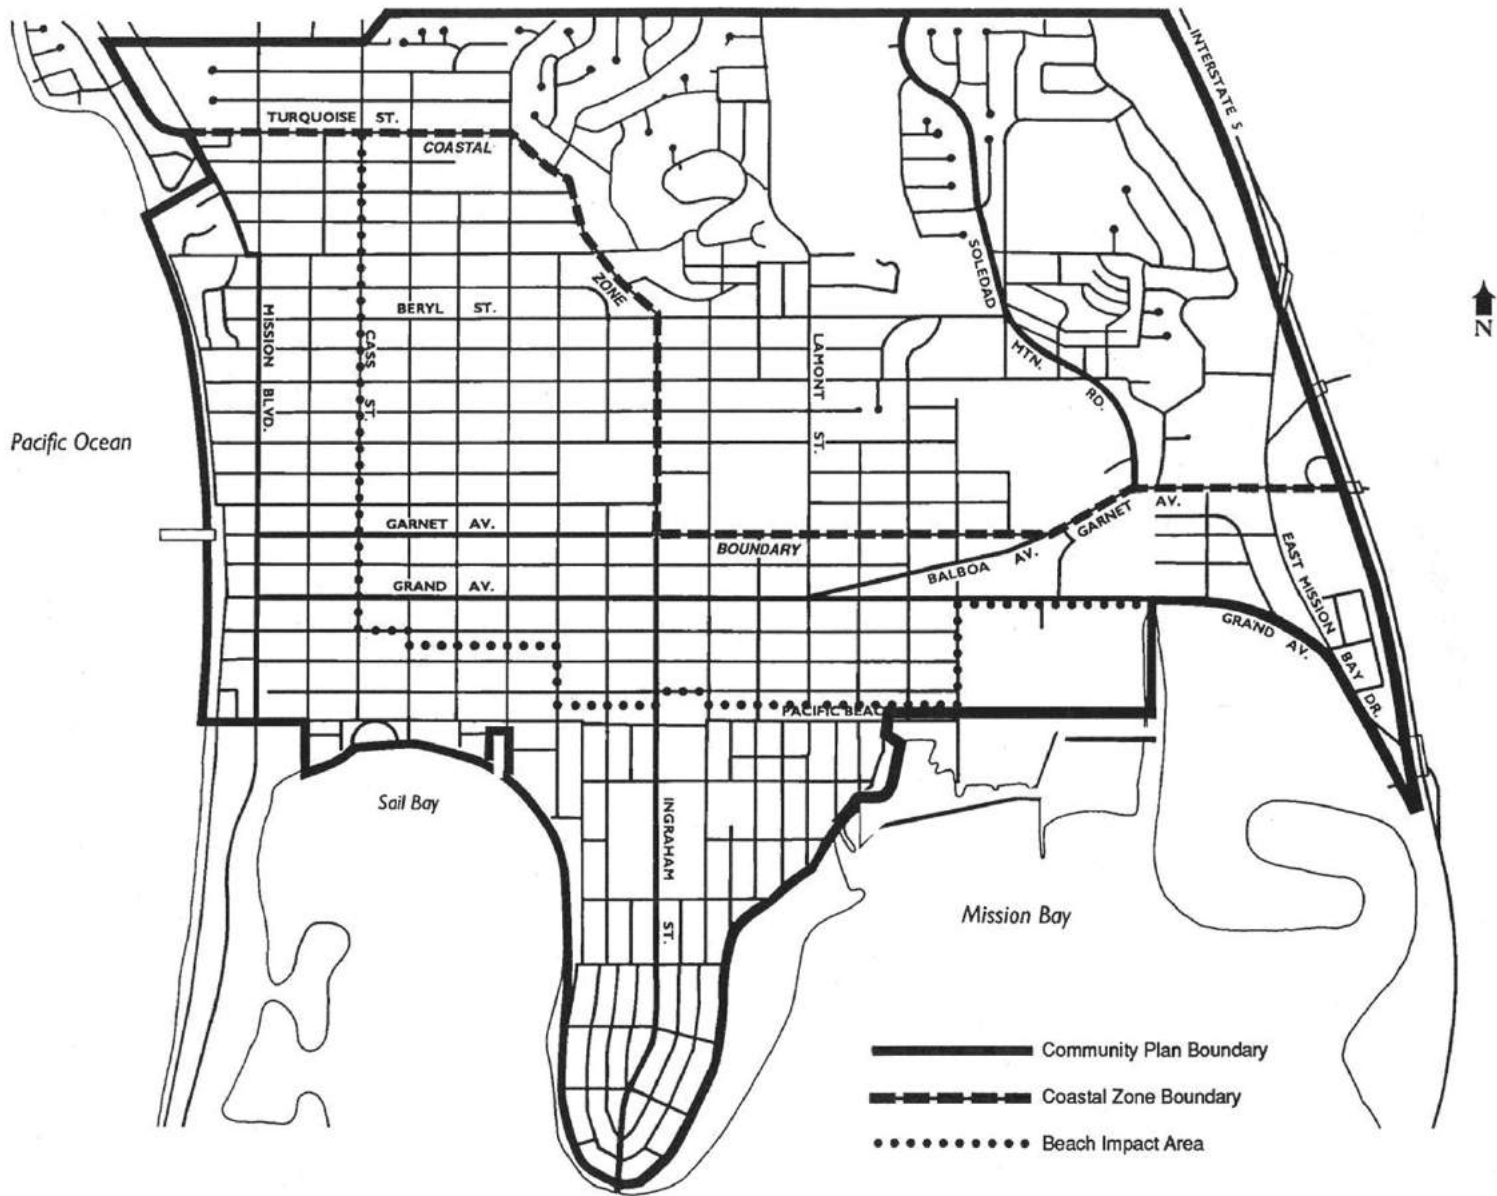 INTERSTATE 5
TURQUOISE ST.
COASTAL
ZONE
SOLEDAD
MTN.
RD.
BERYL ST.
MISSION BLVD.
CASS ST.
LAMONT ST.
N
Pacific Ocean
GARNET AV.
BOUNDARY
GARNET AV.
BALBOA AV.
GRAND AV.
EAST MISSION BAY DR.
GRAND AV.
PACIFIC BEAC
Sail Bay
INGRAHAM ST.
Mission Bay
Community Plan Boundary
Coastal Zone Boundary
Beach Impact Area